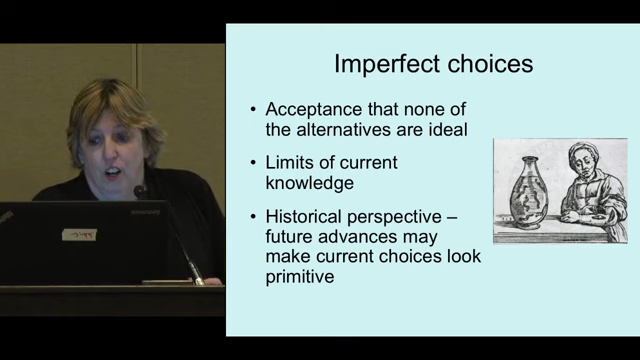 Imperfect choices
• Acceptance that none of
the alternatives are ideal
• Limits of current
knowledge
• Historical perspective –
future advances may
make current choices look
primitive